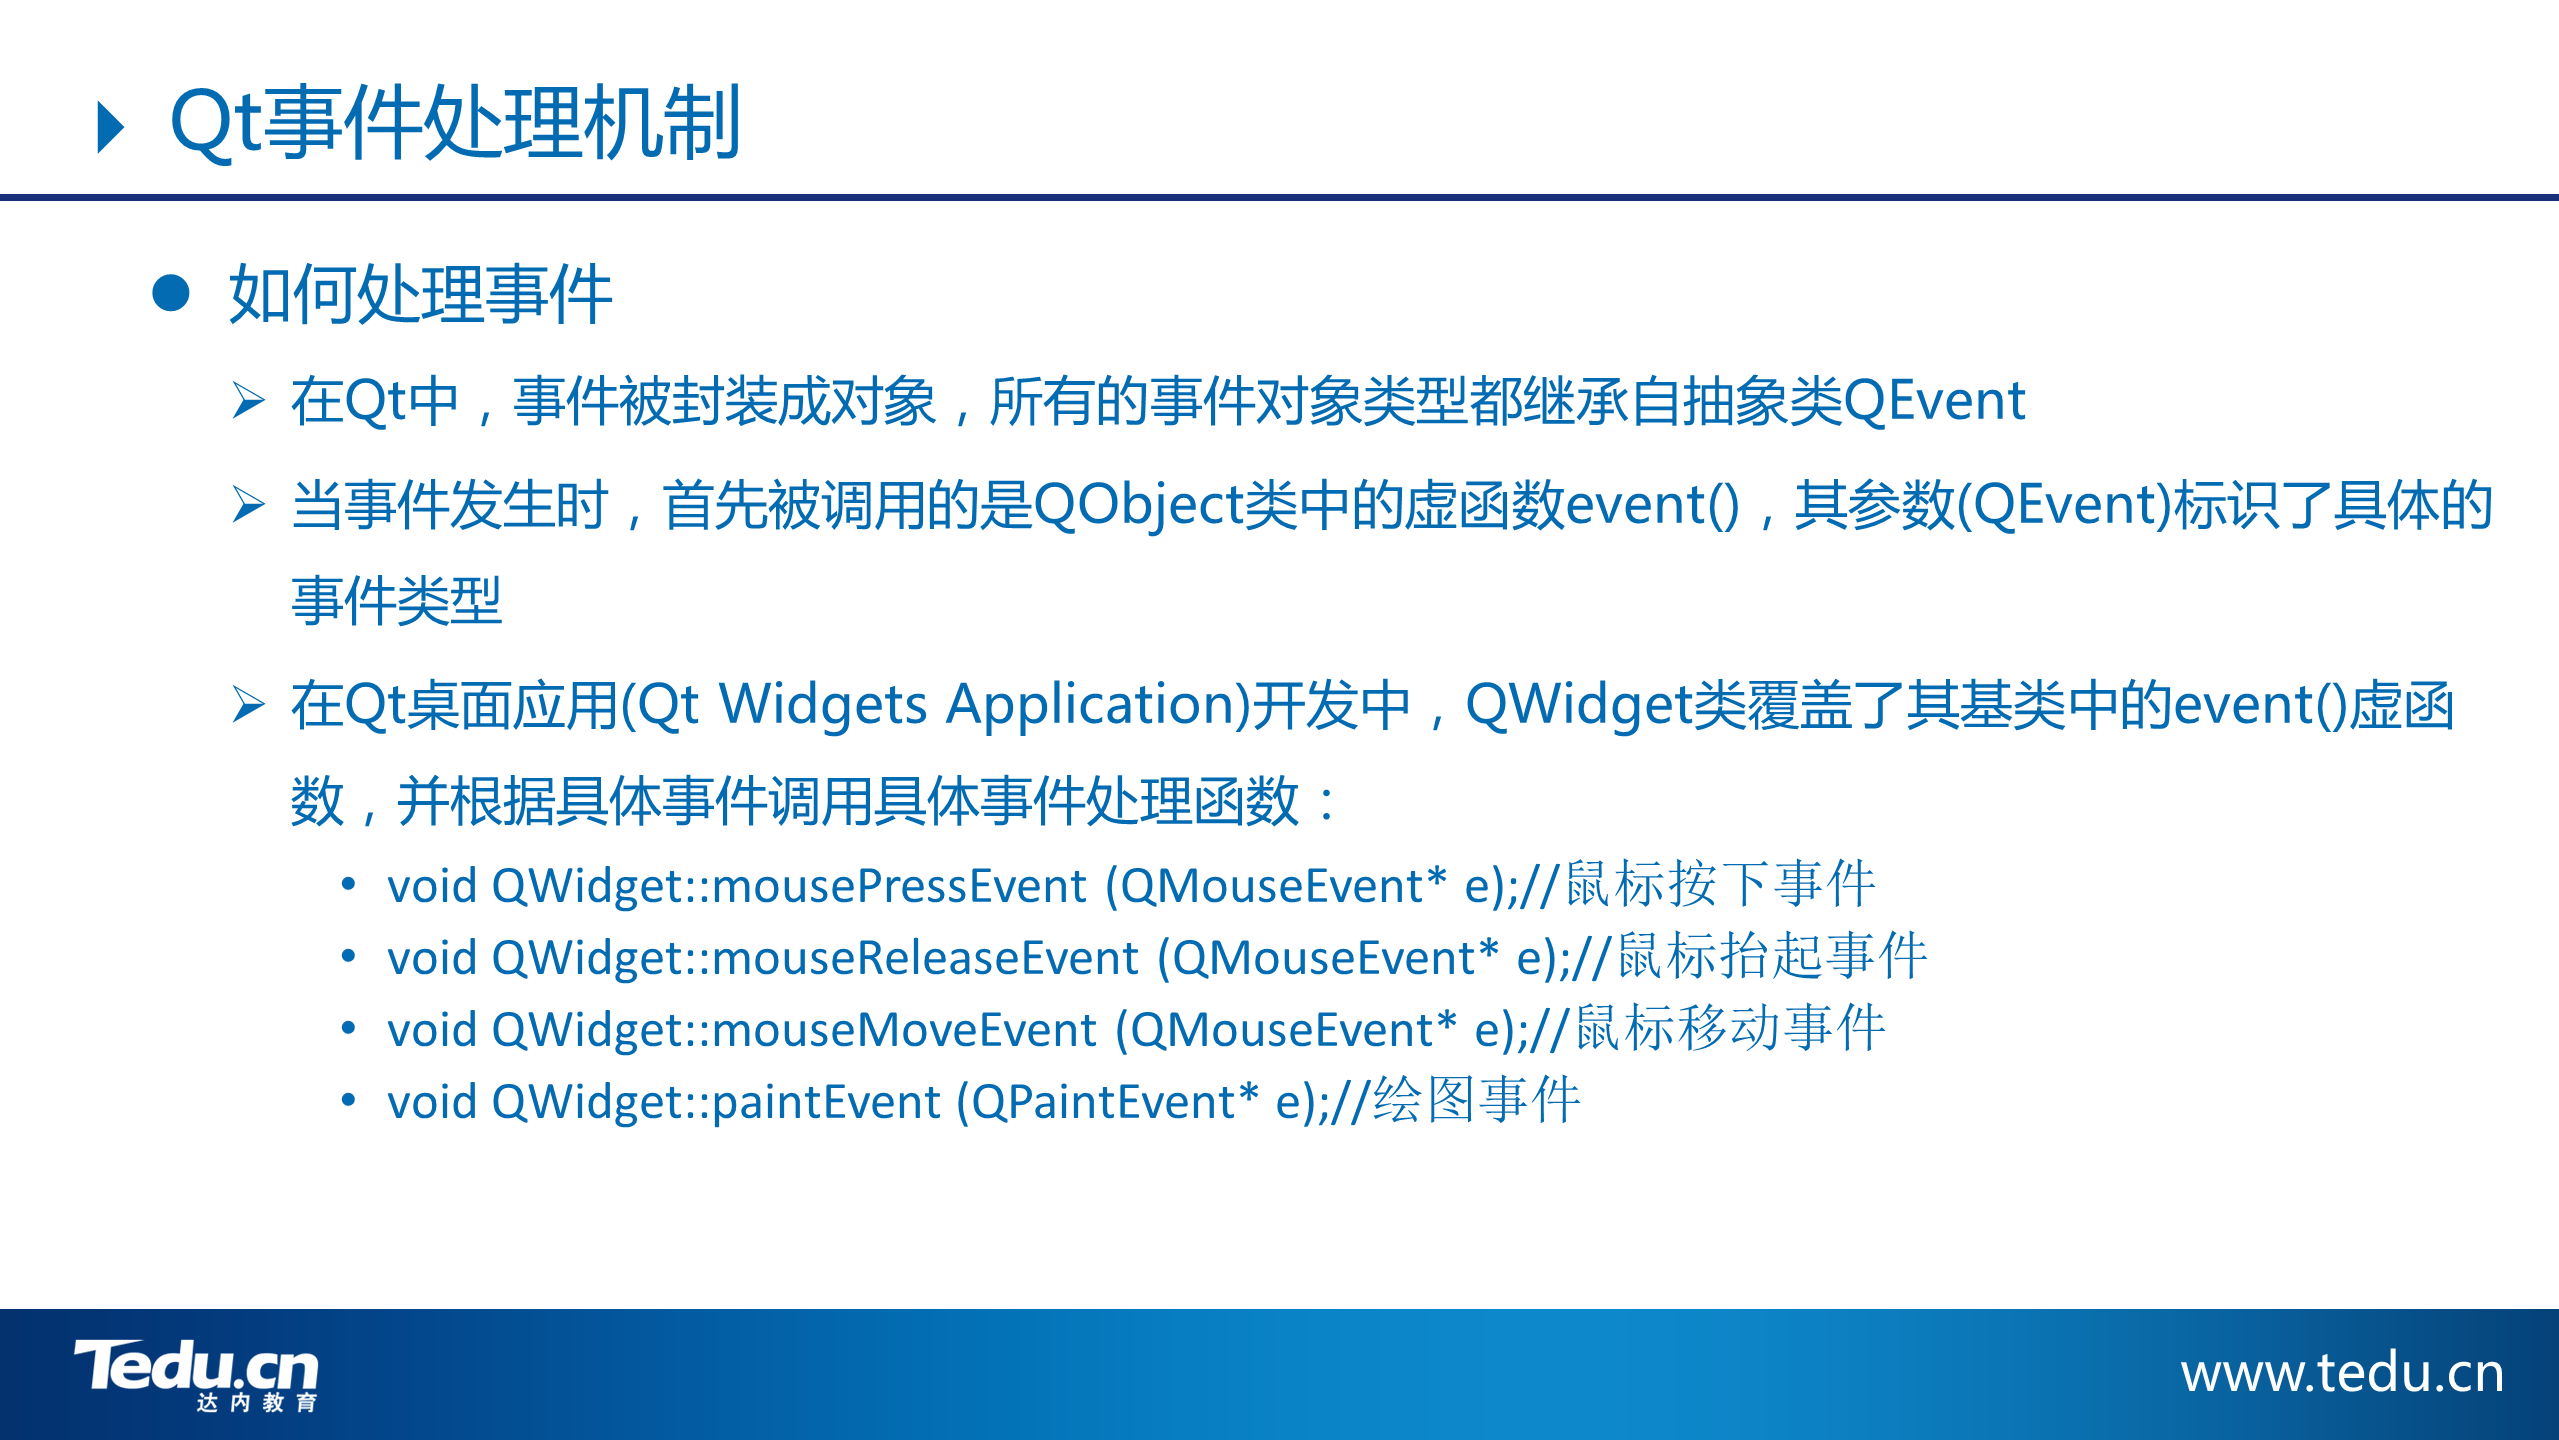 Qt事件处理机制
如何处理事件
在Qt中，事件被封装成对象，所有的事件对象类型都继承自抽象类QEvent
当事件发生时，首先被调用的是QObject类中的虚函数event()，其参数(QEvent)标识了具体的
事件类型
在Qt桌面应用(Qt Widgets Application)开发中，QWidget类覆盖了其基类中的event()虚函
数，并根据具体事件调用具体事件处理函数：
• void QWidget::mousePressEvent (QMouseEvent* e);//鼠标按下事件
• void QWidget::mouseReleaseEvent (QMouseEvent* e);//鼠标抬起事件
• void QWidget::mouseMoveEvent (QMouseEvent* e);//鼠标移动事件
• void QWidget::paintEvent (QPaintEvent* e);//绘图事件
Tedu.cn
达内教育
www.tedu.cn